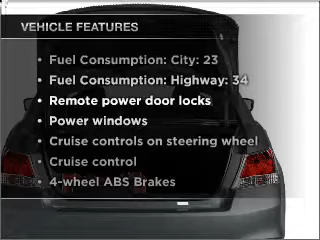 VEHICLE FEATURES
• Fuel Consumption: City: 23
• Fuel Consumption: Highway: 34
• Remote power door locks
• Power windows
• Cruise controls on steering wheel
• Cruise control
• 4-wheel ABS Brakes